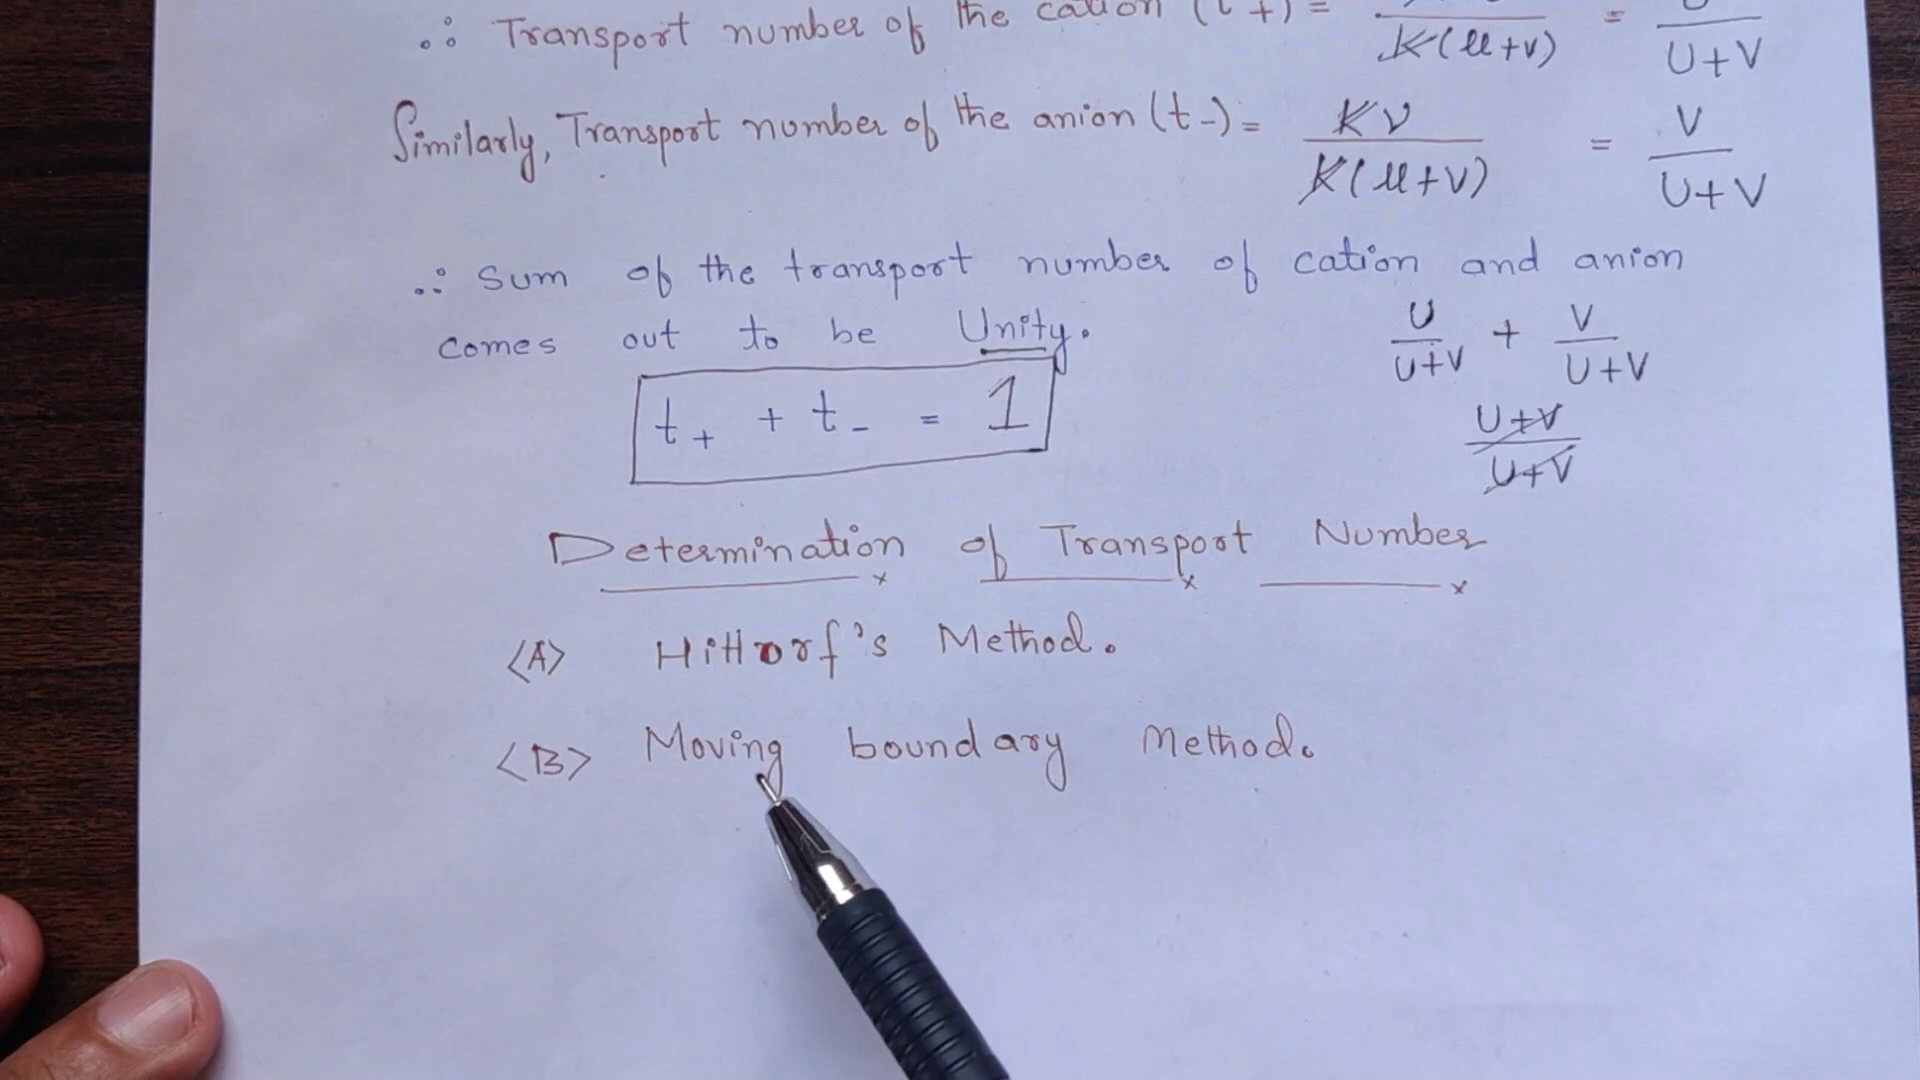 ∴ Transport number of the cation (t+) = K(u+v) = U/U+V
Similarly, Transport number of the anion (t-) = KV/K(u+v) = V/U+V
∴ Sum of the transport number of cation and anion
comes out to be Unity.
U/U+V + V/U+V
U+V/U+V
t+ + t- = 1
Determination of Transport Number
<A> Hittorf's Method.
<B> Moving boundary Method.